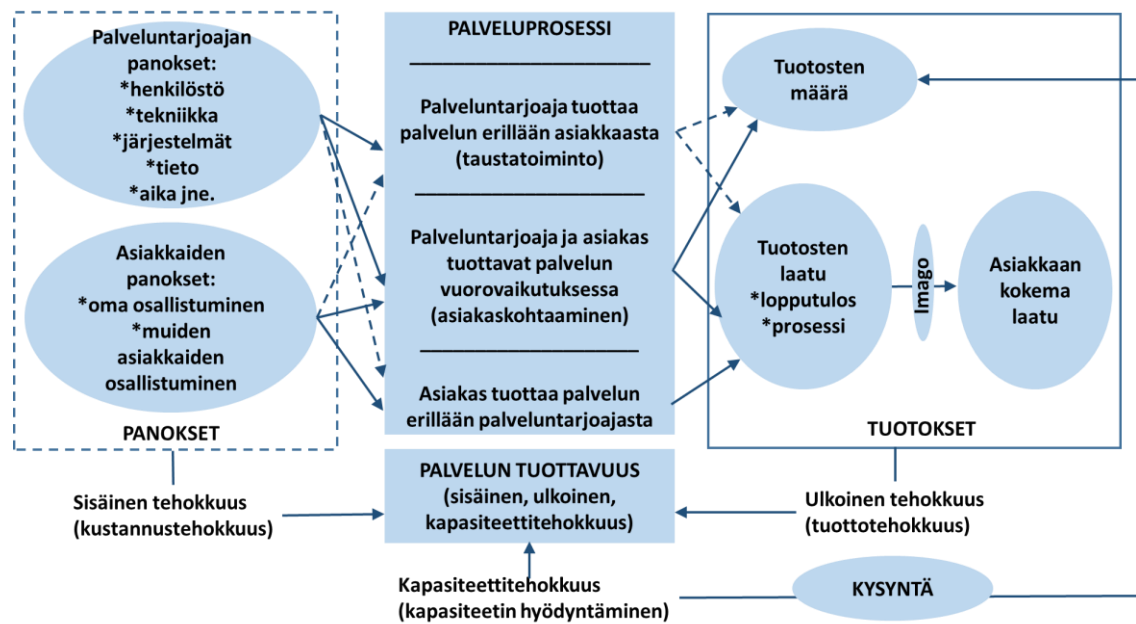 Palveluntarjoajan
panokset:
*henkilöstö
*tekniikka
*järjestelmät
*tieto
*aika jne.
Asiakkaiden
panokset:
*oma osallistuminen
*muiden
asiakkaiden
osallistuminen
PANOKSET
PALVELUPROSESSI
Palveluntarjoaja tuottaa
palvelun erillään asiakkaasta
(taustatoiminto)
Palveluntarjoaja ja asiakas
tuottavat palvelun
vuorovaikutuksessa
(asiakaskohtaaminen)
Asiakas tuottaa palvelun
erillään palveluntarjoajasta
Tuotosten
määrä
Tuotosten
laatu
*lopputulos
*prosessi
Imago
Asiakkaan
kokema
laatu
TUOTOKSET
Sisäinen tehokkuus
(kustannustehokkuus)
PALVELUN TUOTTAVUUS
(sisäinen, ulkoinen,
kapasiteettitehokkuus)
Ulkoinen tehokkuus
(tuottotehokkuus)
Kapasiteettitehokkuus
(kapasiteetin hyödyntäminen)
KYSYNTÄ